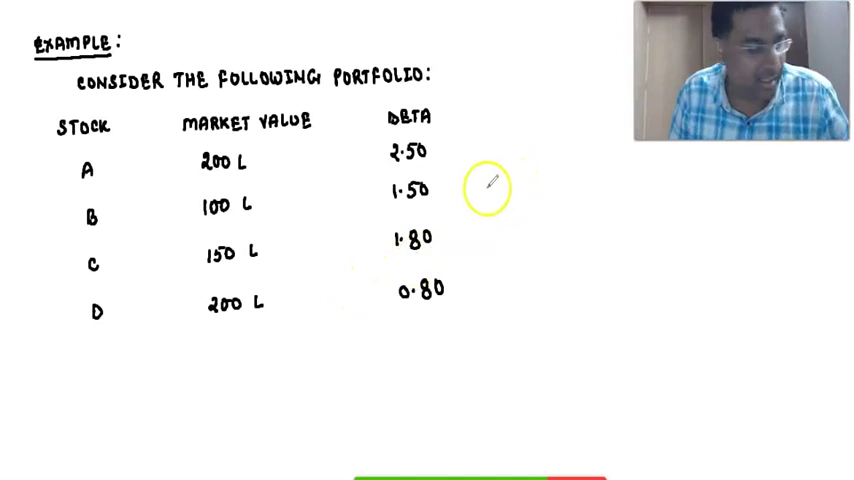 EXAMPLE:
CONSIDER THE FOLLOWING PORTFOLIO:
STOCK MARKET VALUE BETA
A 200 L 2.50
B 100 L 1.50
C 150 L 1.80
D 200 L 0.80